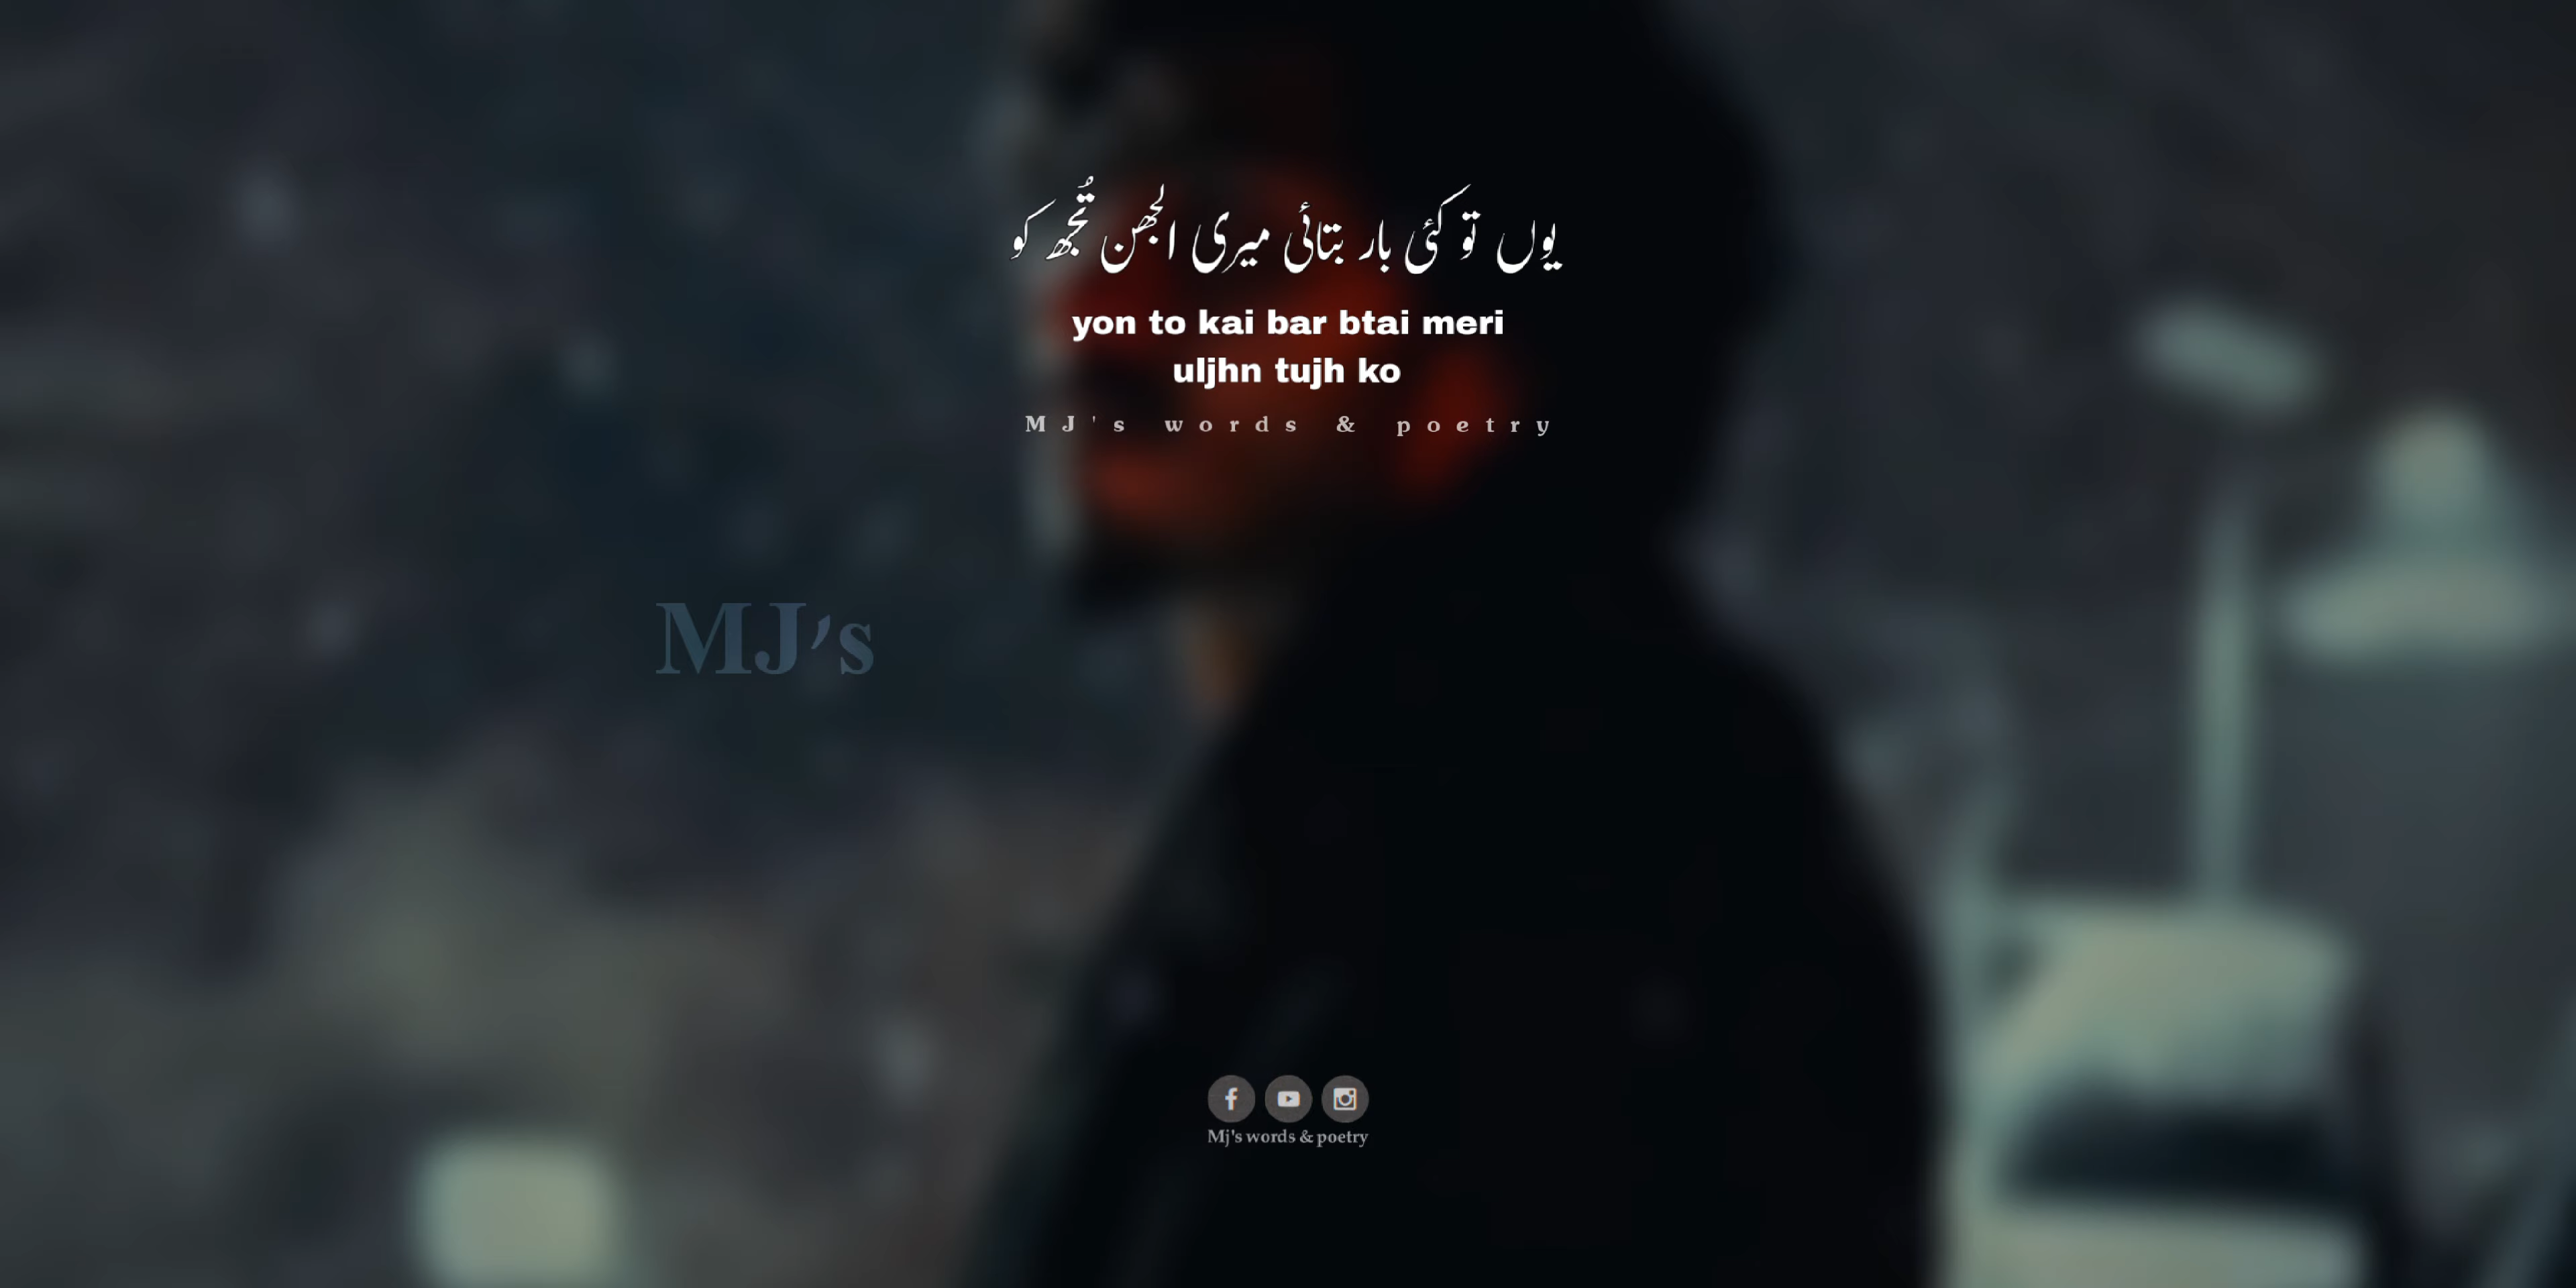 یوں تو کئی بار بتائی میری الجھن تُجھ کو
yon to kai bar btai meri
uljhn tujh ko
MJ's words & poetry
MJ's
Mj's words & poetry